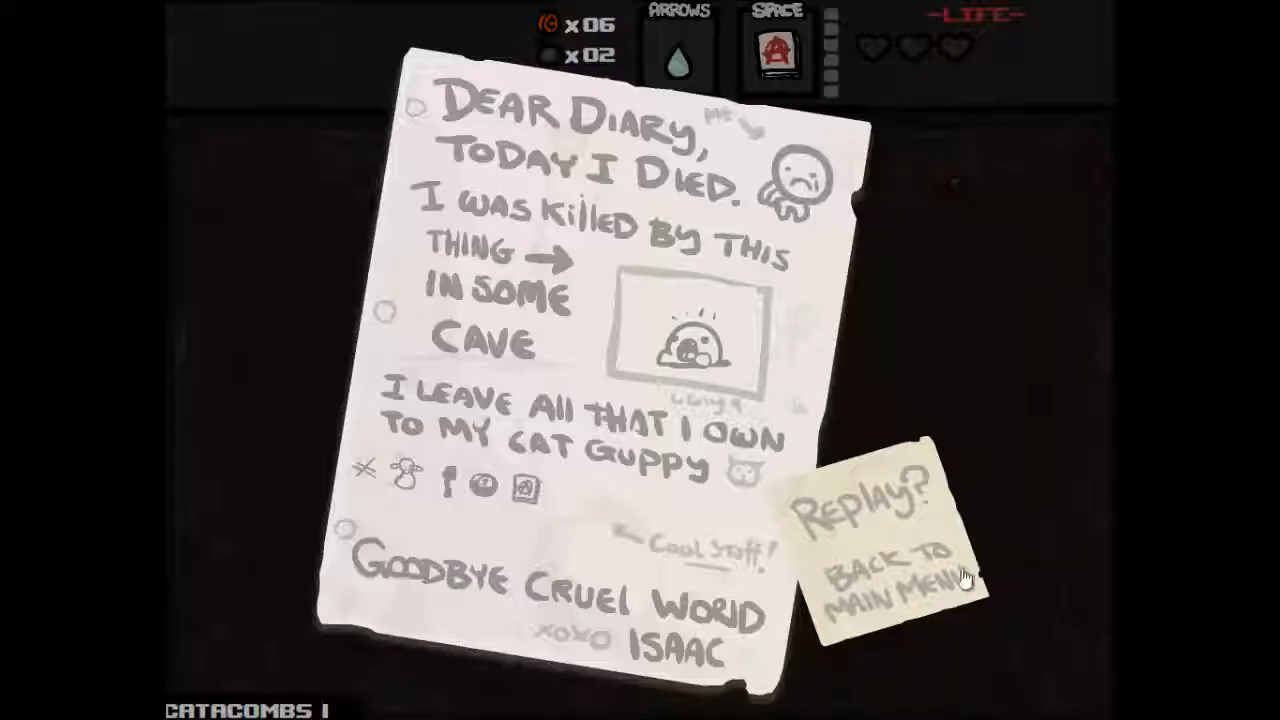 ARROWS
SPACE
-LIFE-
x06
x02
DEAR DIARY,
ME
TODAY I DIED.
I WAS KillED BY THIS
THING →
IN SOME
CAVE
I LEAVE All THAT I OWN
TO MY CAT GUPPY
Cool Stuff!
GOODBYE CRUEl WORlD
xoxo ISAAC
REPlAY?
BACK TO
MAIN MENU
CATACOMBS I